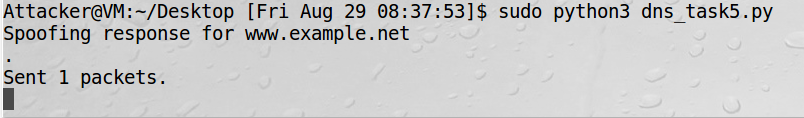 Attacker@VM:~/Desktop [Fri Aug 29 08:37:53]$ sudo python3 dns_task5.py
Spoofing response for www.example.net
.
Sent 1 packets.